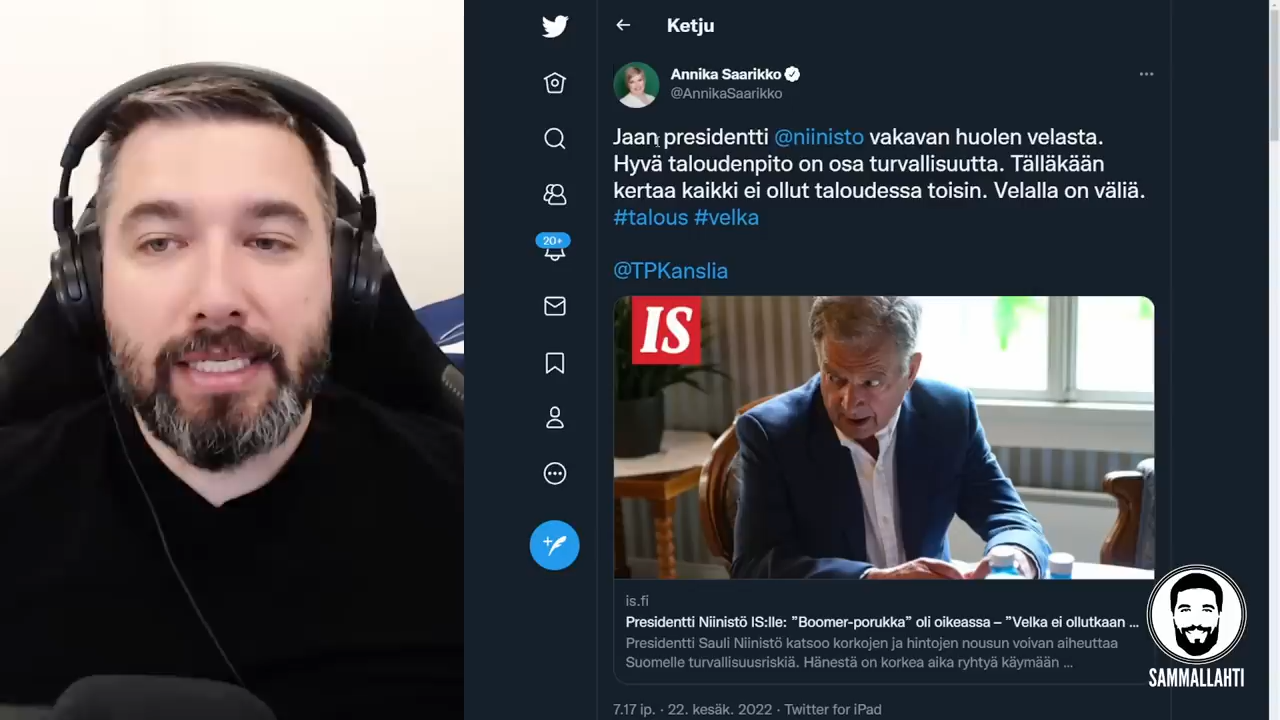 Ketju
Annika Saarikko
@AnnikaSaarikko
Jaan presidentti @niinisto vakavan huolen velasta.
Hyvä taloudenpito on osa turvallisuutta. Tälläkään
kertaa kaikki ei ollut taloudessa toisin. Velalla on väliä.
#talous #velka
@TPKanslia
20+
IS
is.fi
Presidentti Niinistö IS:lle: ”Boomer-porukka” oli oikeassa – ”Velka ei ollutkaan ...
Presidentti Sauli Niinistö katsoo korkojen ja hintojen nousun voivan aiheuttaa
Suomelle turvallisuusriskiä. Hänestä on korkea aika ryhtyä käymään ...
7.17 ip. · 22. kesäk. 2022 · Twitter for iPad
SAMMALLAHTI